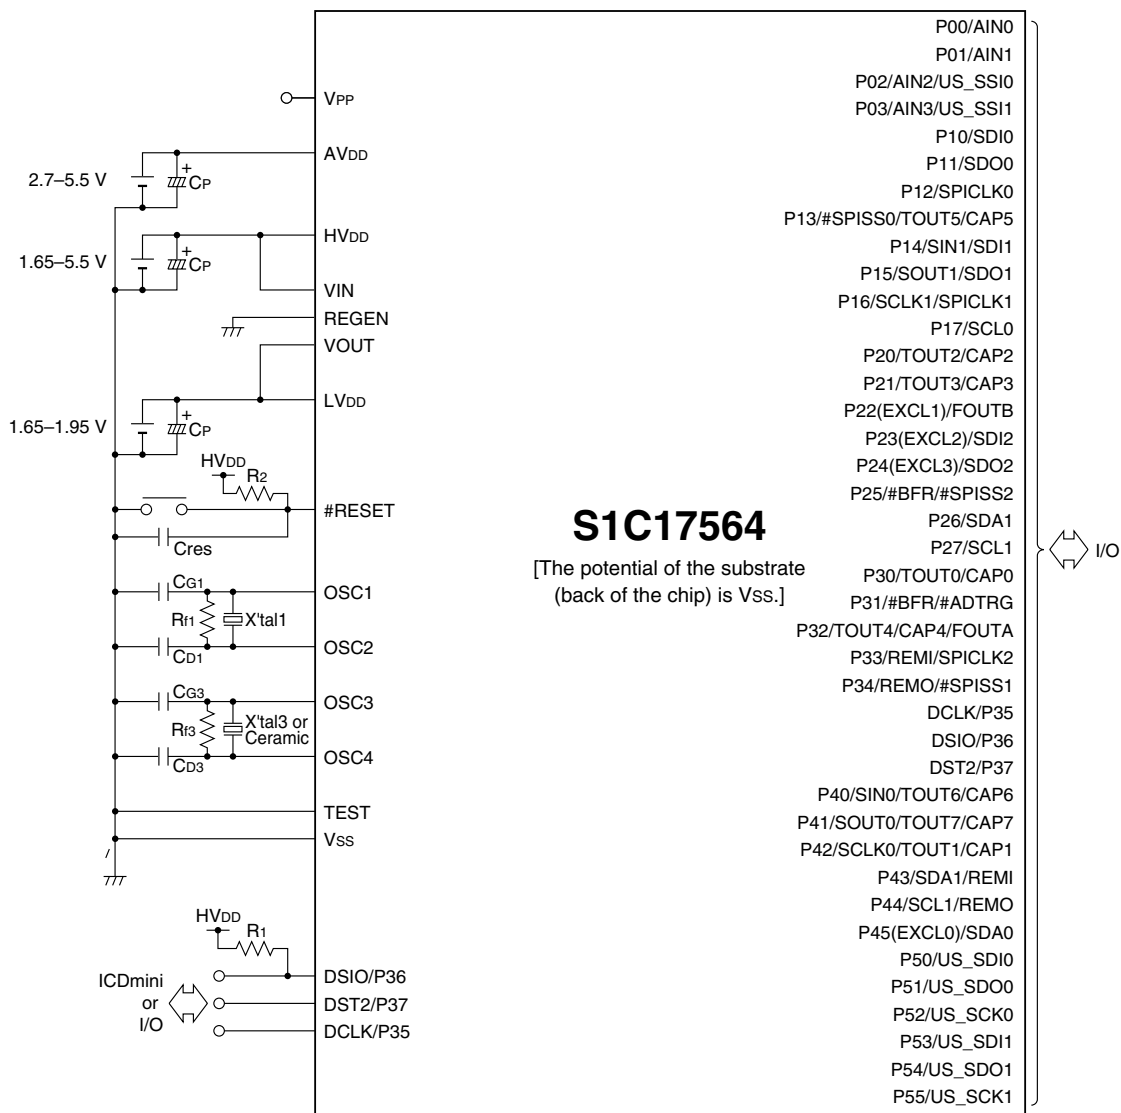 VPP
AVDD
2.7–5.5 V
+
CP
HVDD
1.65–5.5 V
+
CP
VIN
REGEN
VOUT
LVDD
1.65–1.95 V
+
CP
HVDD
R2
#RESET
Cres
CG1
OSC1
Rf1
X'tal1
CD1
OSC2
CG3
OSC3
Rf3
X'tal3 or
Ceramic
CD3
OSC4
TEST
VSS
HVDD
R1
ICDmini
or
I/O
DSIO/P36
DST2/P37
DCLK/P35
S1C17564
[The potential of the substrate
(back of the chip) is VSS.]
P00/AIN0
P01/AIN1
P02/AIN2/US_SSI0
P03/AIN3/US_SSI1
P10/SDI0
P11/SDO0
P12/SPICLK0
P13/#SPISS0/TOUT5/CAP5
P14/SIN1/SDI1
P15/SOUT1/SDO1
P16/SCLK1/SPICLK1
P17/SCL0
P20/TOUT2/CAP2
P21/TOUT3/CAP3
P22(EXCL1)/FOUTB
P23(EXCL2)/SDI2
P24(EXCL3)/SDO2
P25/#BFR/#SPISS2
P26/SDA1
P27/SCL1
P30/TOUT0/CAP0
P31/#BFR/#ADTRG
P32/TOUT4/CAP4/FOUTA
P33/REMI/SPICLK2
P34/REMO/#SPISS1
DCLK/P35
DSIO/P36
DST2/P37
P40/SIN0/TOUT6/CAP6
P41/SOUT0/TOUT7/CAP7
P42/SCLK0/TOUT1/CAP1
P43/SDA1/REMI
P44/SCL1/REMO
P45(EXCL0)/SDA0
P50/US_SDI0
P51/US_SDO0
P52/US_SCK0
P53/US_SDI1
P54/US_SDO1
P55/US_SCK1
I/O